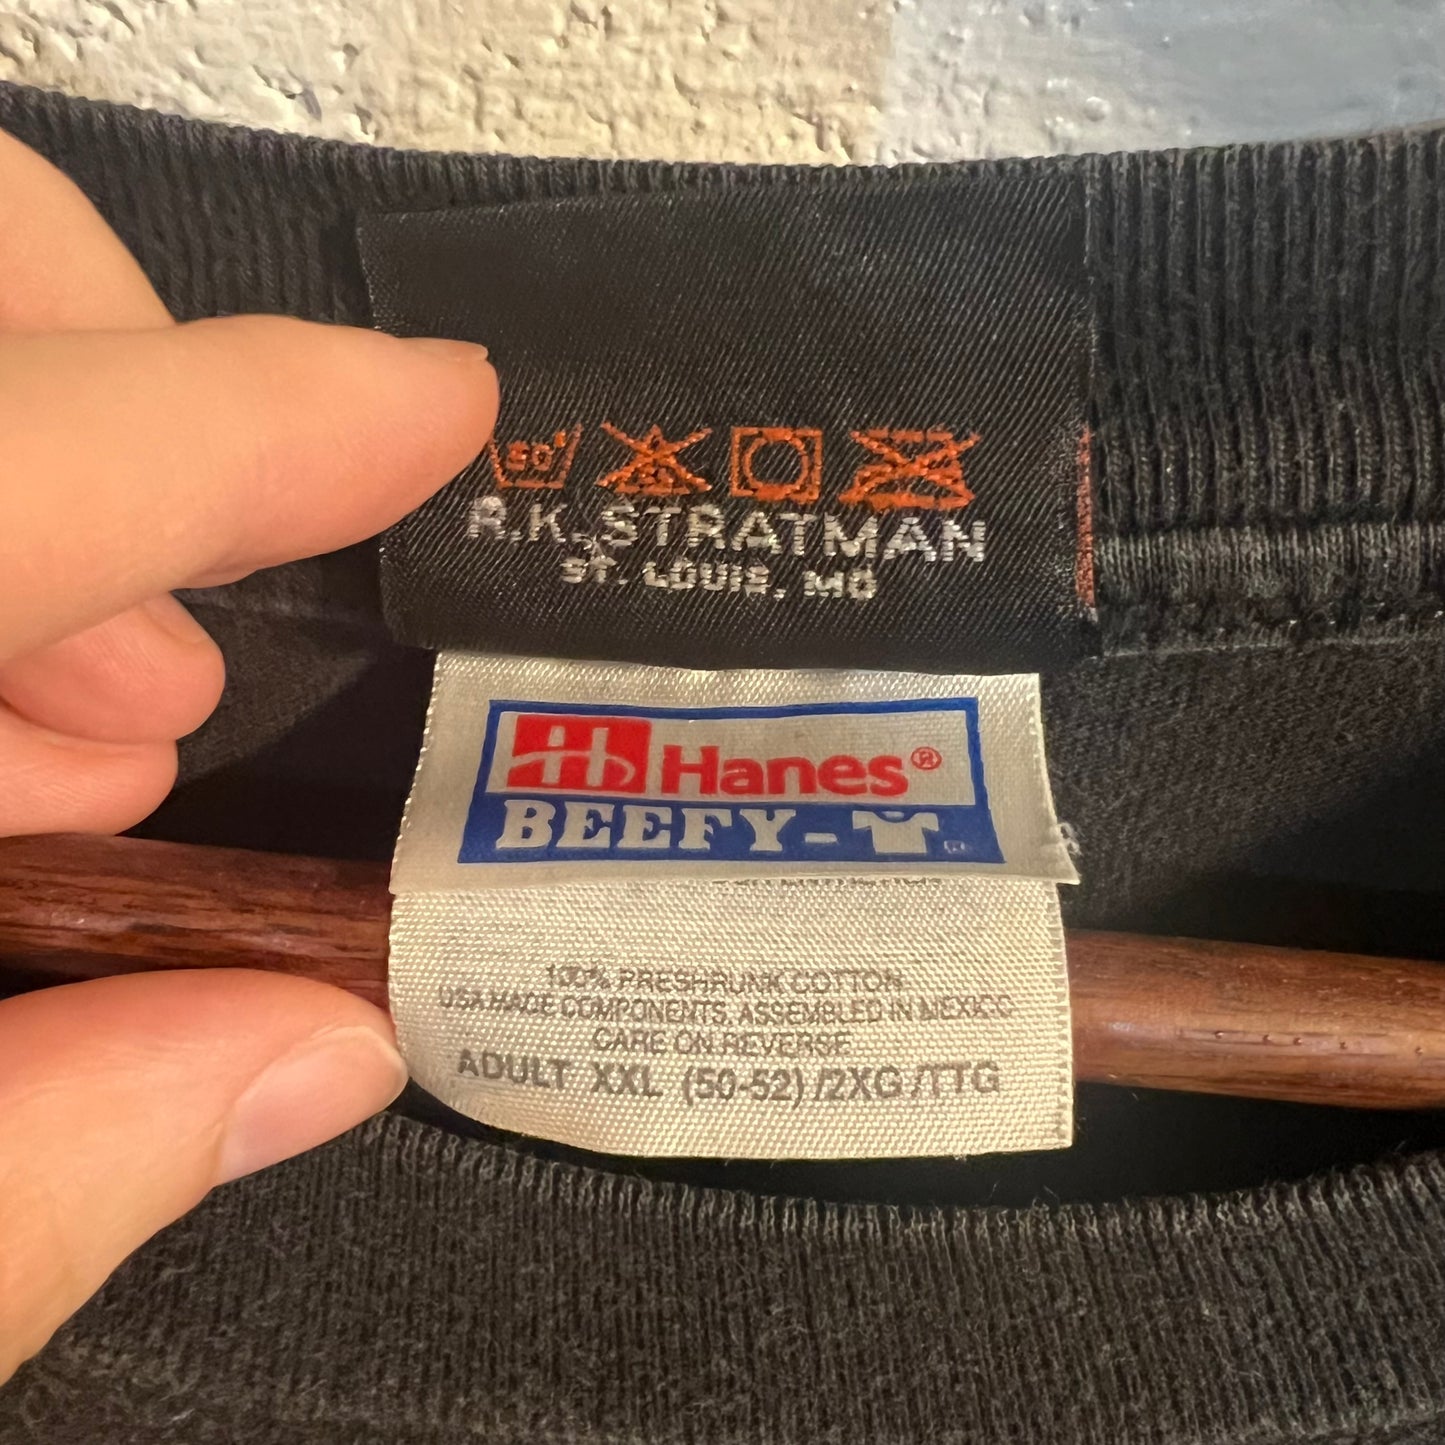 50°
R.K. STRATMAN
ST. LOUIS, MO
Hanes®
BEEFY-
100% PRESHRUNK COTTON
USA MADE COMPONENTS, ASSEMBLED IN MEXICO
CARE ON REVERSE
ADULT XXL (50-52) /2XG /TTG